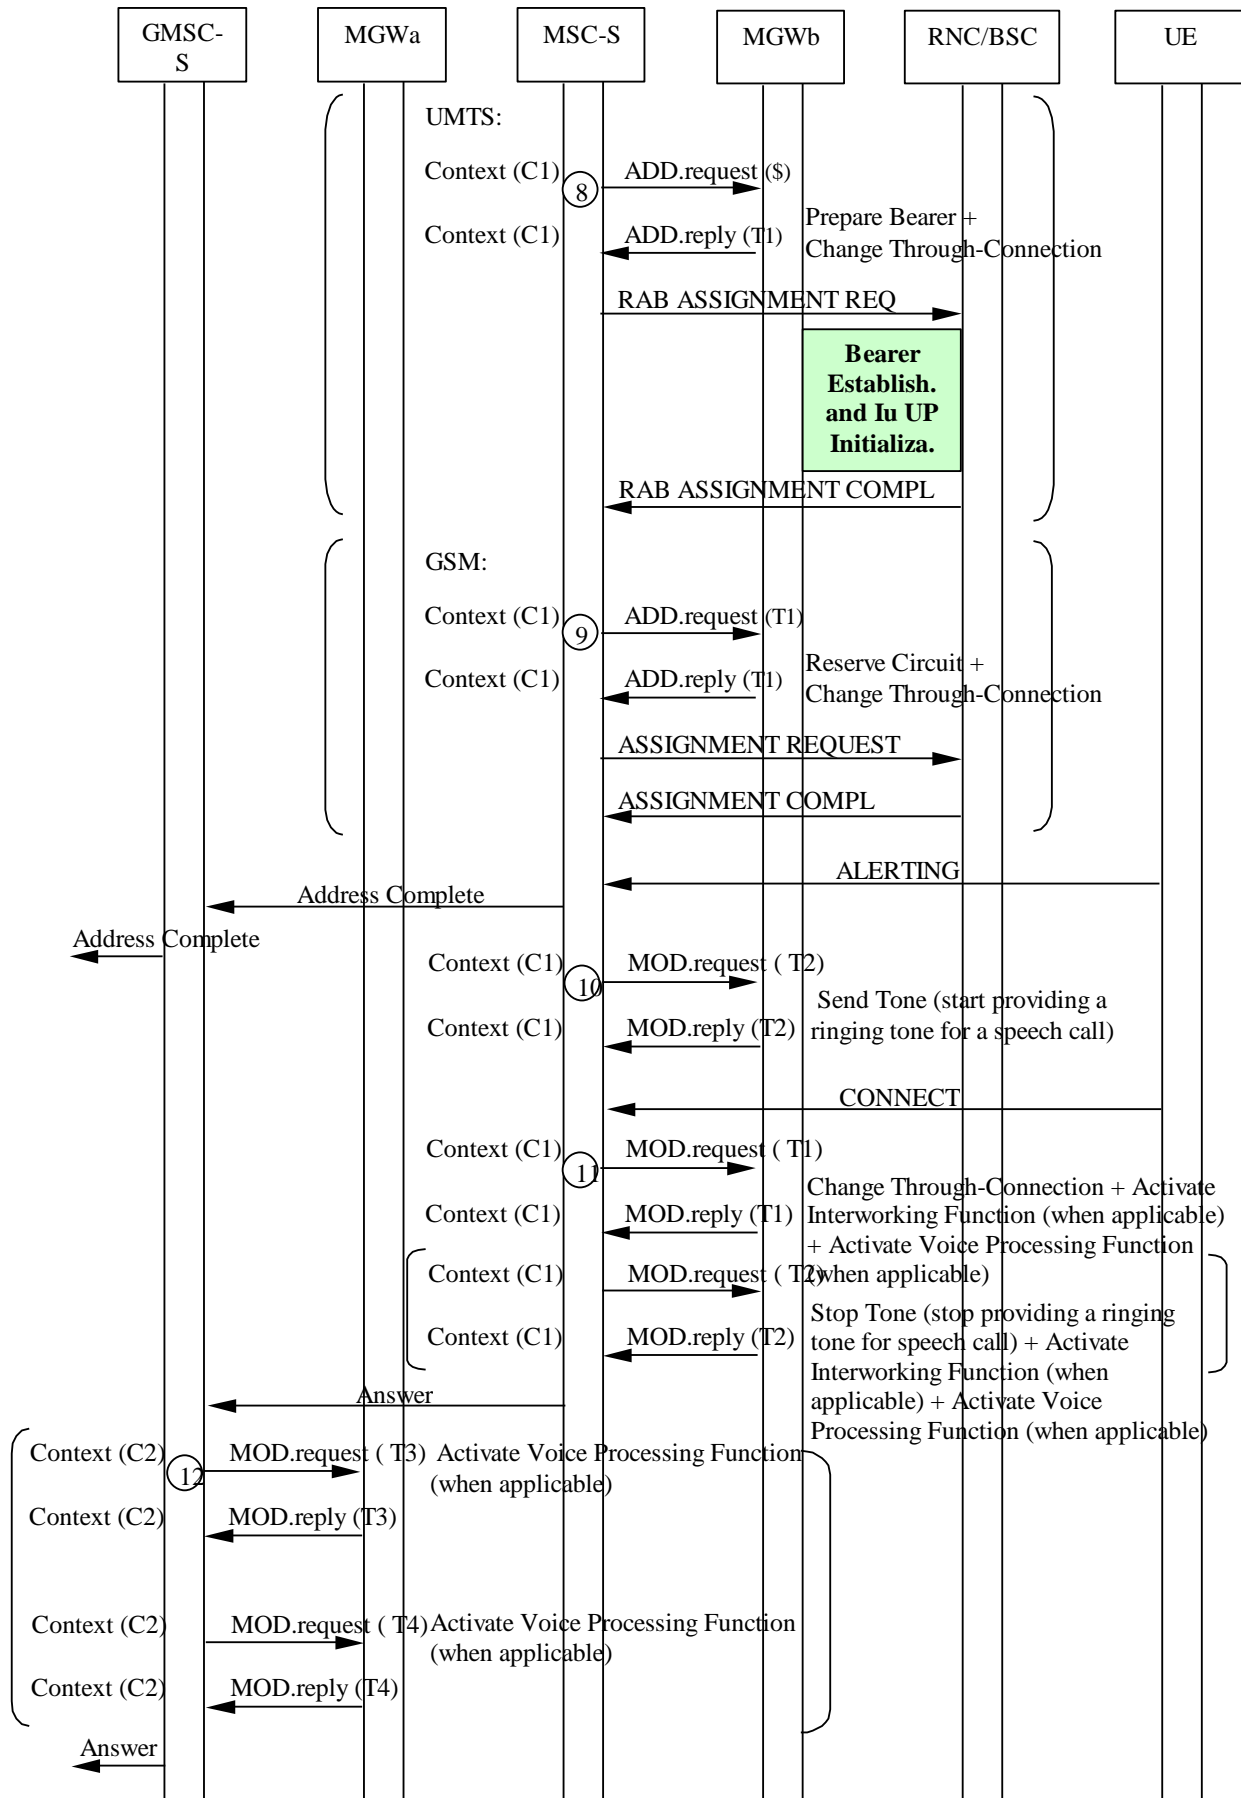 GMSC-
S
MGWa
MSC-S
MGWb
RNC/BSC
UE
UMTS:
Context (C1)
8
ADD.request ($)
Context (C1)
ADD.reply (T1)
Prepare Bearer +
Change Through-Connection
RAB ASSIGNMENT REQ
Bearer
Establish.
and Iu UP
Initializa.
RAB ASSIGNMENT COMPL
GSM:
Context (C1)
9
ADD.request (T1)
Context (C1)
ADD.reply (T1)
Reserve Circuit +
Change Through-Connection
ASSIGNMENT REQUEST
ASSIGNMENT COMPL
ALERTING
Address Complete
Address Complete
Context (C1)
10
MOD.request ( T2)
Context (C1)
MOD.reply (T2)
Send Tone (start providing a
ringing tone for a speech call)
CONNECT
Context (C1)
11
MOD.request ( T1)
Context (C1)
MOD.reply (T1)
Change Through-Connection + Activate
Interworking Function (when applicable)
+ Activate Voice Processing Function
(when applicable)
Context (C1)
MOD.request ( T2)
Context (C1)
MOD.reply (T2)
Stop Tone (stop providing a ringing
tone for speech call) + Activate
Interworking Function (when
applicable) + Activate Voice
Processing Function (when applicable)
Answer
Context (C2)
12
MOD.request ( T3)
Activate Voice Processing Function
(when applicable)
Context (C2)
MOD.reply (T3)
Context (C2)
MOD.request ( T4)
Activate Voice Processing Function
(when applicable)
Context (C2)
MOD.reply (T4)
Answer